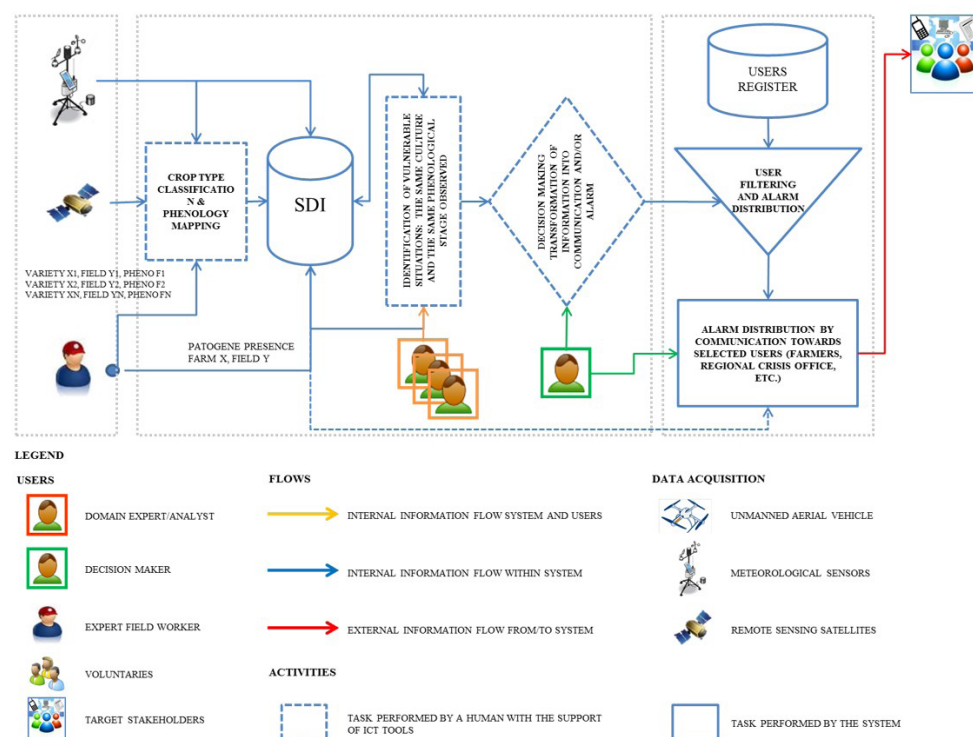 USERS
REGISTER
CROP TYPE
CLASSIFICATIO
N &
PHENOLOGY
MAPPING
SDI
IDENTIFICATION OF VULNERABLE
SITUATIONS: THE SAME CULTURE
AND THE SAME PHENOLOGICAL
STAGE OBSERVED
DECISION MAKING
TRANSFORMATION OF
INFORMATION INTO
COMMUNICATION AND/OR
ALARM
USER
FILTERING
AND ALARM
DISTRIBUTION
VARIETY X1, FIELD Y1, PHENO F1
VARIETY X2, FIELD Y2, PHENO F2
VARIETY XN, FIELD YN, PHENO FN
PATOGENE PRESENCE
FARM X, FIELD Y
ALARM DISTRIBUTION BY
COMMUNICATION TOWARDS
SELECTED USERS (FARMERS,
REGIONAL CRISIS OFFICE,
ETC.)
LEGEND
USERS
FLOWS
DATA ACQUISITION
DOMAIN EXPERT/ANALYST
INTERNAL INFORMATION FLOW SYSTEM AND USERS
UNMANNED AERIAL VEHICLE
DECISION MAKER
INTERNAL INFORMATION FLOW WITHIN SYSTEM
METEOROLOGICAL SENSORS
EXPERT FIELD WORKER
EXTERNAL INFORMATION FLOW FROM/TO SYSTEM
REMOTE SENSING SATELLITES
VOLUNTARIES
ACTIVITIES
TARGET STAKEHOLDERS
TASK PERFORMED BY A HUMAN WITH THE SUPPORT
OF ICT TOOLS
TASK PERFORMED BY THE SYSTEM